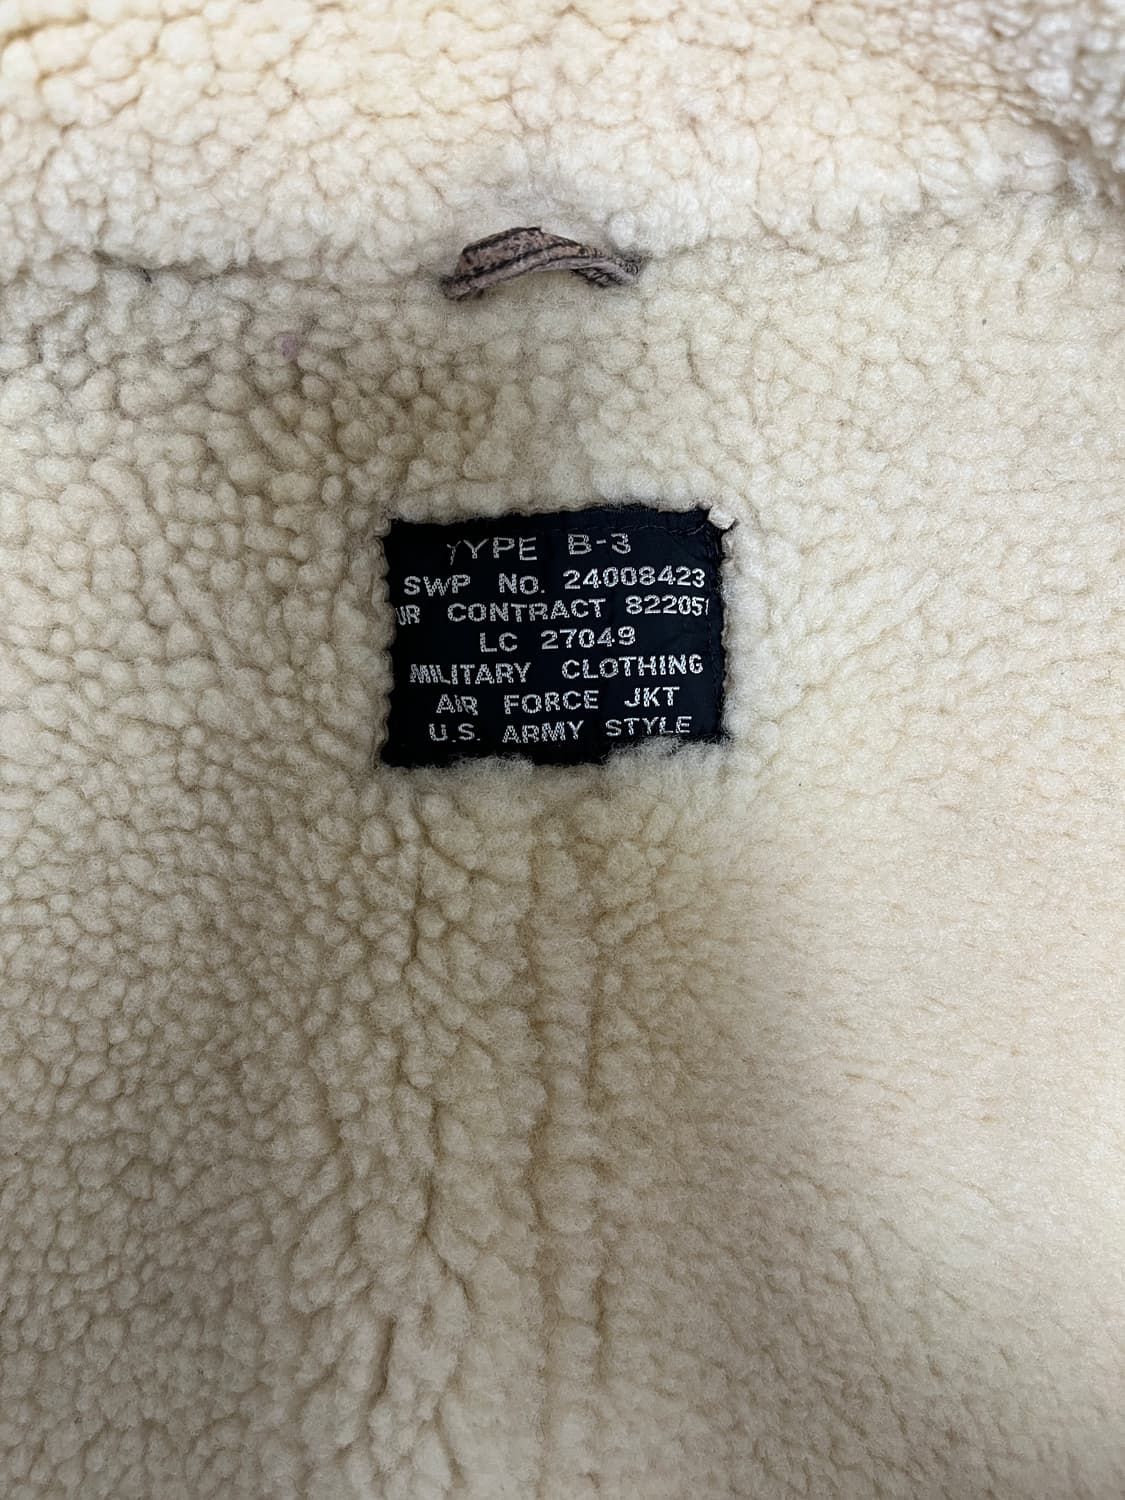 TYPE B-3
SWP NO. 24008423
UR CONTRACT 822051
LC 27049
MILITARY CLOTHING
AIR FORCE JKT
U.S. ARMY STYLE